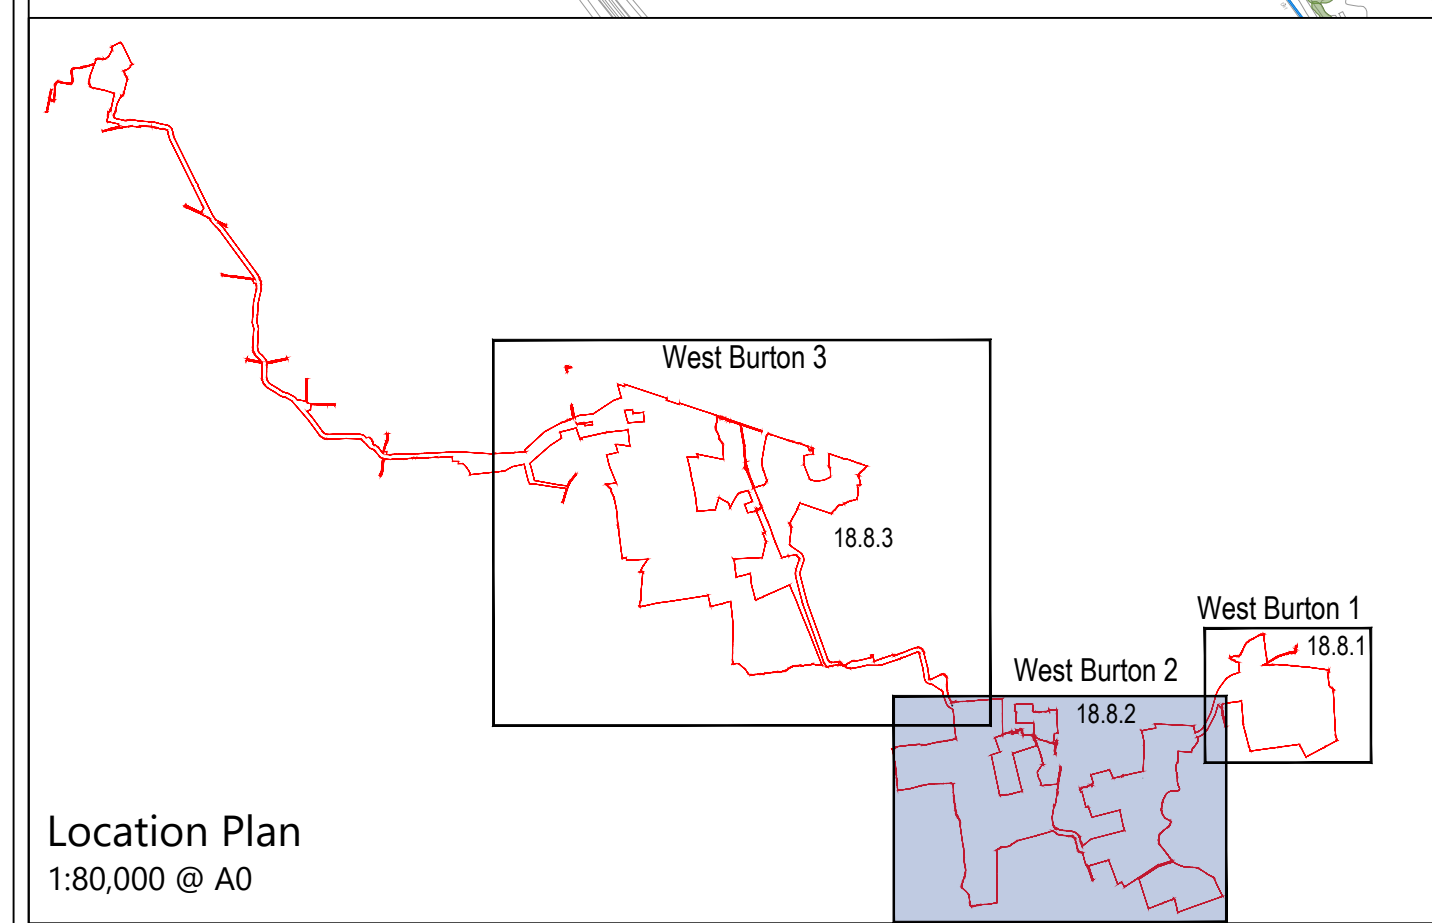 West Burton 3
18.8.3
West Burton 1
18.8.1
West Burton 2
18.8.2
Location Plan
1:80,000 @ A0